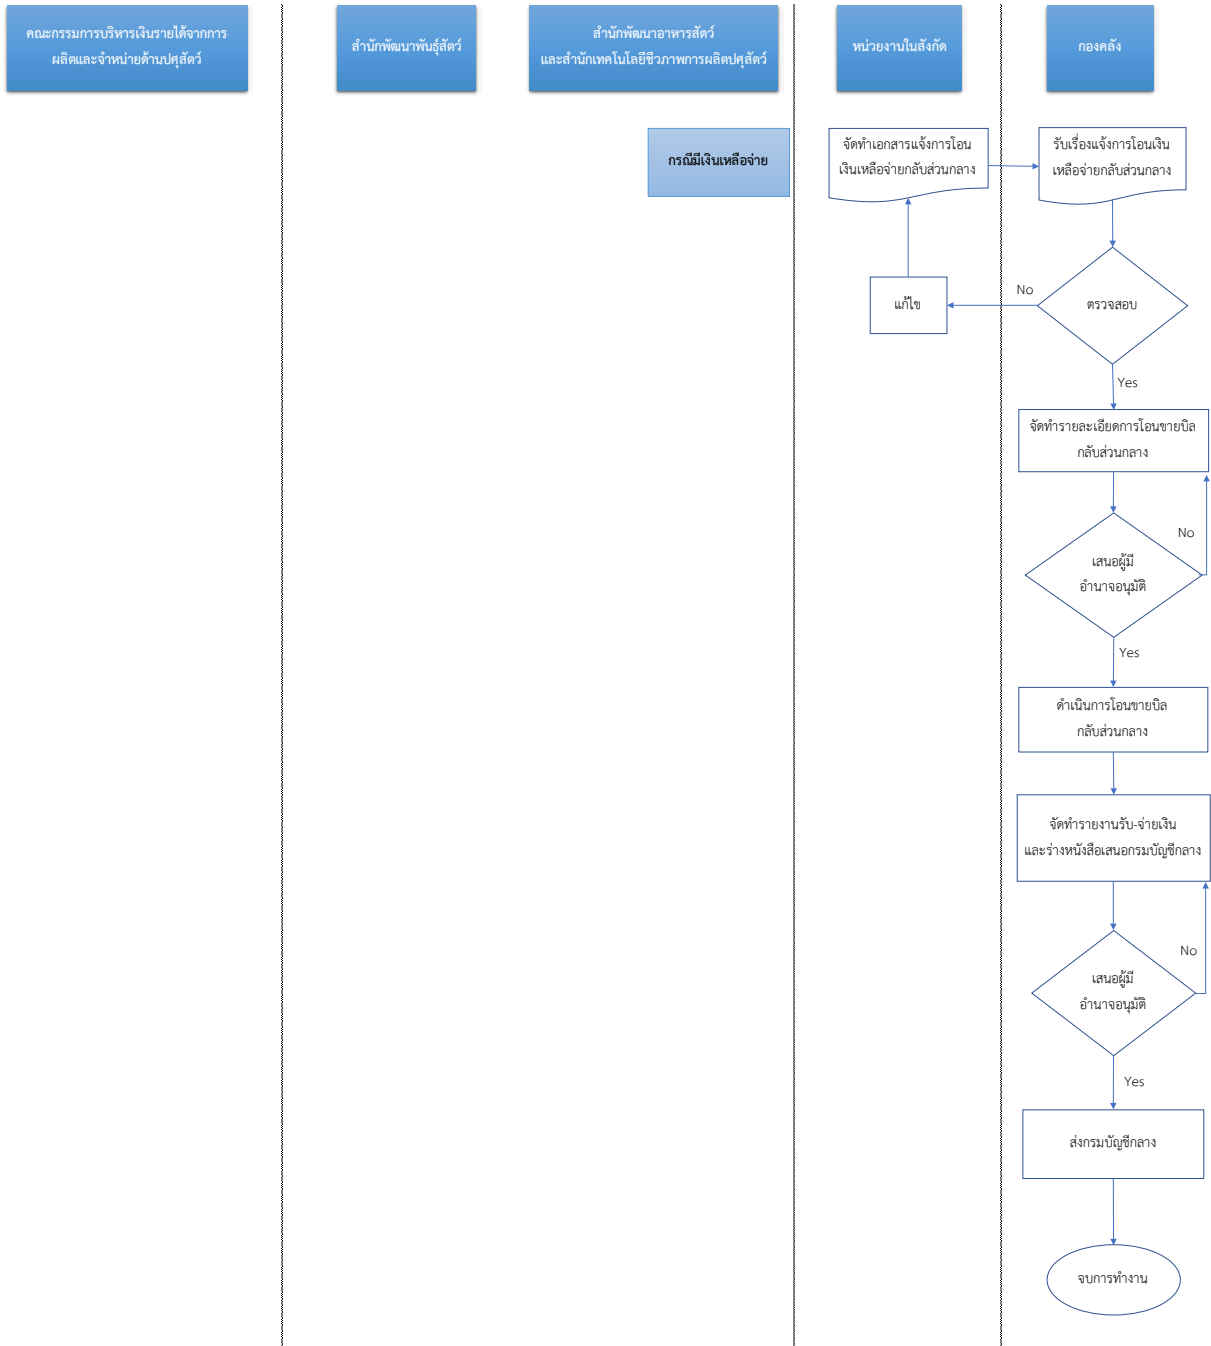 คณะกรรมการบริหารเงินรายได้จากการ
ผลิตและจำหน่ายด้านปศุสัตว์
สำนักพัฒนาพันธุ์สัตว์
สำนักพัฒนาอาหารสัตว์
และสำนักเทคโนโลยีชีวภาพการผลิตปศุสัตว์
หน่วยงานในสังกัด
กองคลัง
กรณีมีเงินเหลือจ่าย
จัดทำเอกสารแจ้งการโอน
เงินเหลือจ่ายกลับส่วนกลาง
รับเรื่องแจ้งการโอนเงิน
เหลือจ่ายกลับส่วนกลาง
ตรวจสอบ
No
แก้ไข
Yes
จัดทำรายละเอียดการโอนขายบิล
กลับส่วนกลาง
เสนอผู้มี
อำนาจอนุมัติ
No
Yes
ดำเนินการโอนขายบิล
กลับส่วนกลาง
จัดทำรายงานรับ-จ่ายเงิน
และร่างหนังสือเสนอกรมบัญชีกลาง
เสนอผู้มี
อำนาจอนุมัติ
No
Yes
ส่งกรมบัญชีกลาง
จบการทำงาน